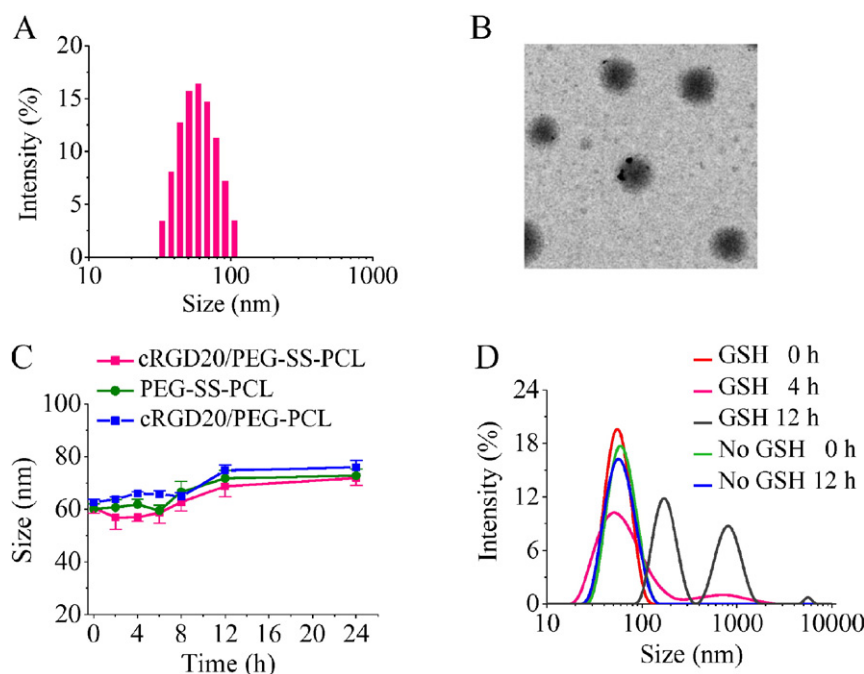 A
Intensity (%)
20
15
10
5
0
10 100 1000
Size (nm)
B
C
cRGD20/PEG-SS-PCL
PEG-SS-PCL
cRGD20/PEG-PCL
Size (nm)
100
80
60
40
20
0 4 8 12 16 20 24
Time (h)
D
GSH 0 h
GSH 4 h
GSH 12 h
No GSH 0 h
No GSH 12 h
Intensity (%)
24
18
12
6
0
10 100 1000 10000
Size (nm)